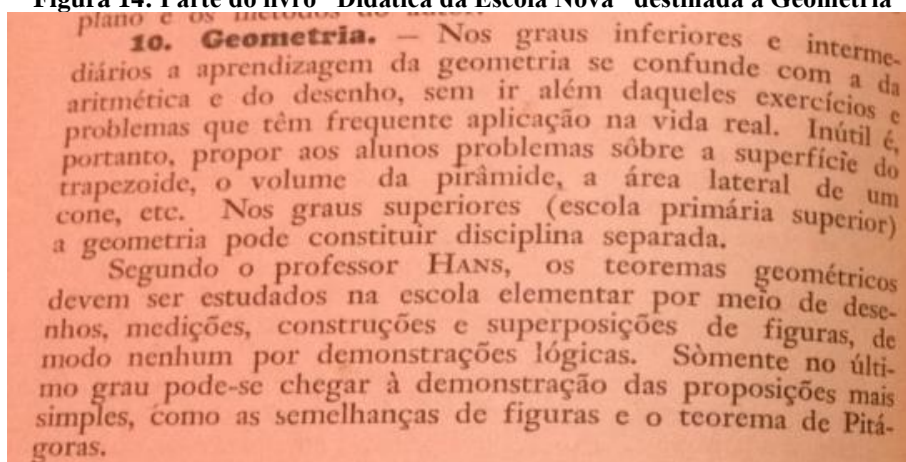 Figura 14: Parte do livro "Didática da Escola Nova" destinada à Geometria
plano e os métodos do autor.
10. Geometria. — Nos graus inferiores e interme-
diários a aprendizagem da geometria se confunde com a da
aritmética e do desenho, sem ir além daqueles exercícios e
problemas que têm frequente aplicação na vida real. Inútil é,
portanto, propor aos alunos problemas sôbre a superfície do
trapezoide, o volume da pirâmide, a área lateral de um
cone, etc. Nos graus superiores (escola primária superior)
a geometria pode constituir disciplina separada.
Segundo o professor HANS, os teoremas geométricos
devem ser estudados na escola elementar por meio de dese-
nhos, medições, construções e superposições de figuras, de
modo nenhum por demonstrações lógicas. Sòmente no últi-
mo grau pode-se chegar à demonstração das proposições mais
simples, como as semelhanças de figuras e o teorema de Pitá-
goras.